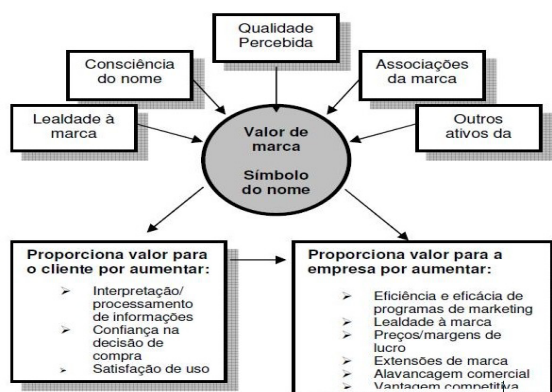 Qualidade
Percebida
Consciência
do nome
Associações
da marca
Lealdade à
marca
Outros
ativos da
Valor de
marca
Símbolo
do nome
Proporciona valor para
o cliente por aumentar:
Interpretação/
processamento
de informações
Confiança na
decisão de
compra
Satisfação de uso
Proporciona valor para a
empresa por aumentar:
Eficiência e eficácia de
programas de marketing
Lealdade à marca
Preços/margens de
lucro
Extensões de marca
Alavancagem comercial
Vantagem competitiva